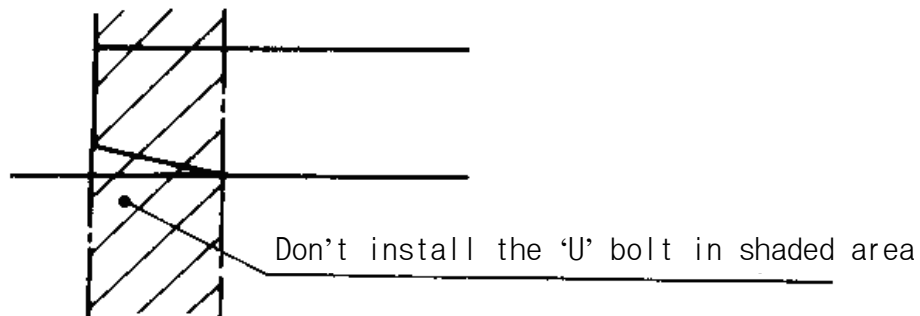 Don't install the ‘U’ bolt in shaded area